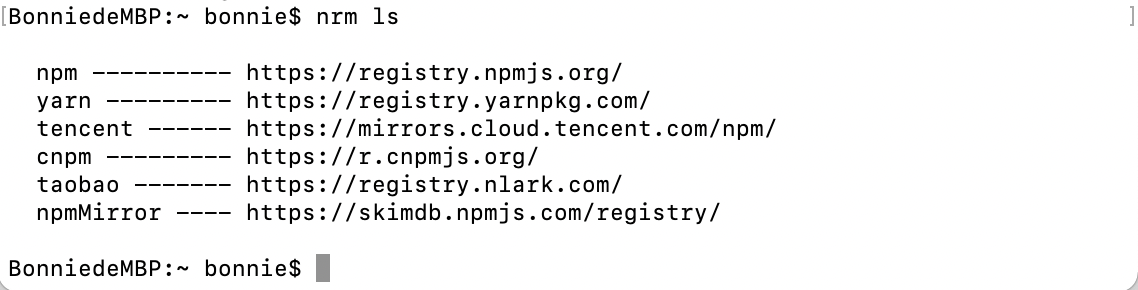 [BonniedeMBP:~ bonnie$ nrm ls ]
npm ---------- https://registry.npmjs.org/
yarn --------- https://registry.yarnpkg.com/
tencent ------ https://mirrors.cloud.tencent.com/npm/
cnpm --------- https://r.cnpmjs.org/
taobao ------- https://registry.nlark.com/
npmMirror ---- https://skimdb.npmjs.com/registry/
BonniedeMBP:~ bonnie$